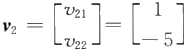 v₂ = [v₂₁ v₂₂] = [1 −5]